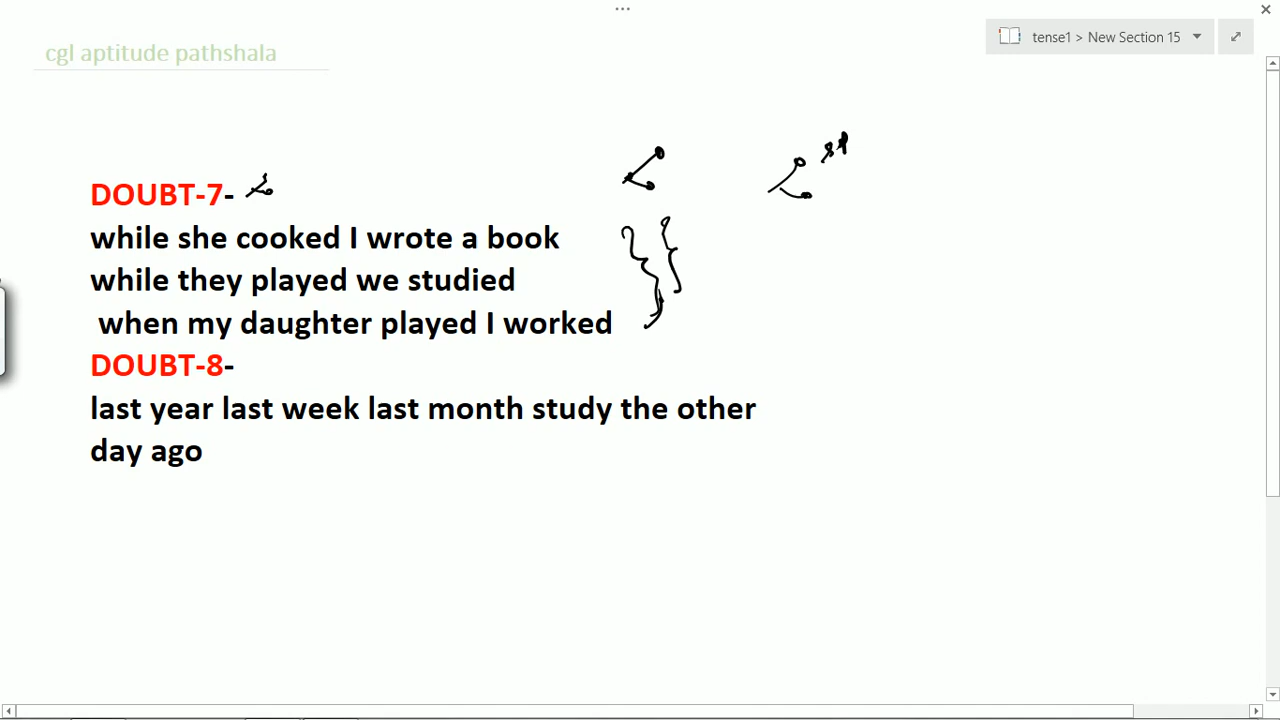 ...
tense1 > New Section 15
cgl aptitude pathshala
DOUBT-7-
while she cooked I wrote a book
while they played we studied
when my daughter played I worked
DOUBT-8-
last year last week last month study the other
day ago